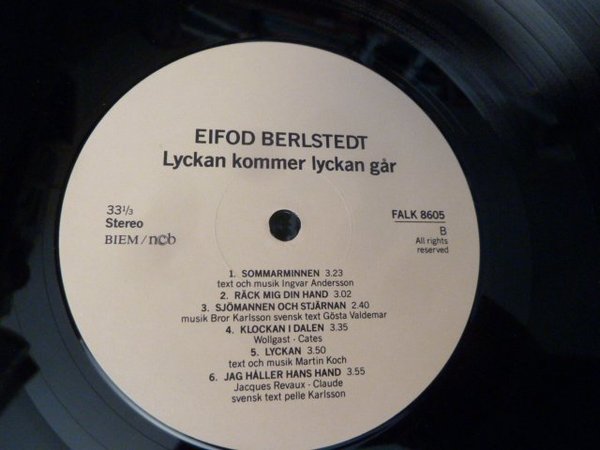 EIFOD BERLSTEDT
Lyckan kommer lyckan går
33⅓
Stereo
BIEM/ncb
FALK 8605
B
All rights
reserved
1. SOMMARMINNEN 3.23
text och musik Ingvar Andersson
2. RÄCK MIG DIN HAND 3.02
3. SJÖMANNEN OCH STJÄRNAN 2.40
musik Bror Karlsson svensk text Gösta Valdemar
4. KLOCKAN I DALEN 3.35
Wollgast - Cates
5. LYCKAN 3.50
text och musik Martin Koch
6. JAG HÅLLER HANS HAND 3.55
Jacques Revaux - Claude
svensk text pelle Karlsson